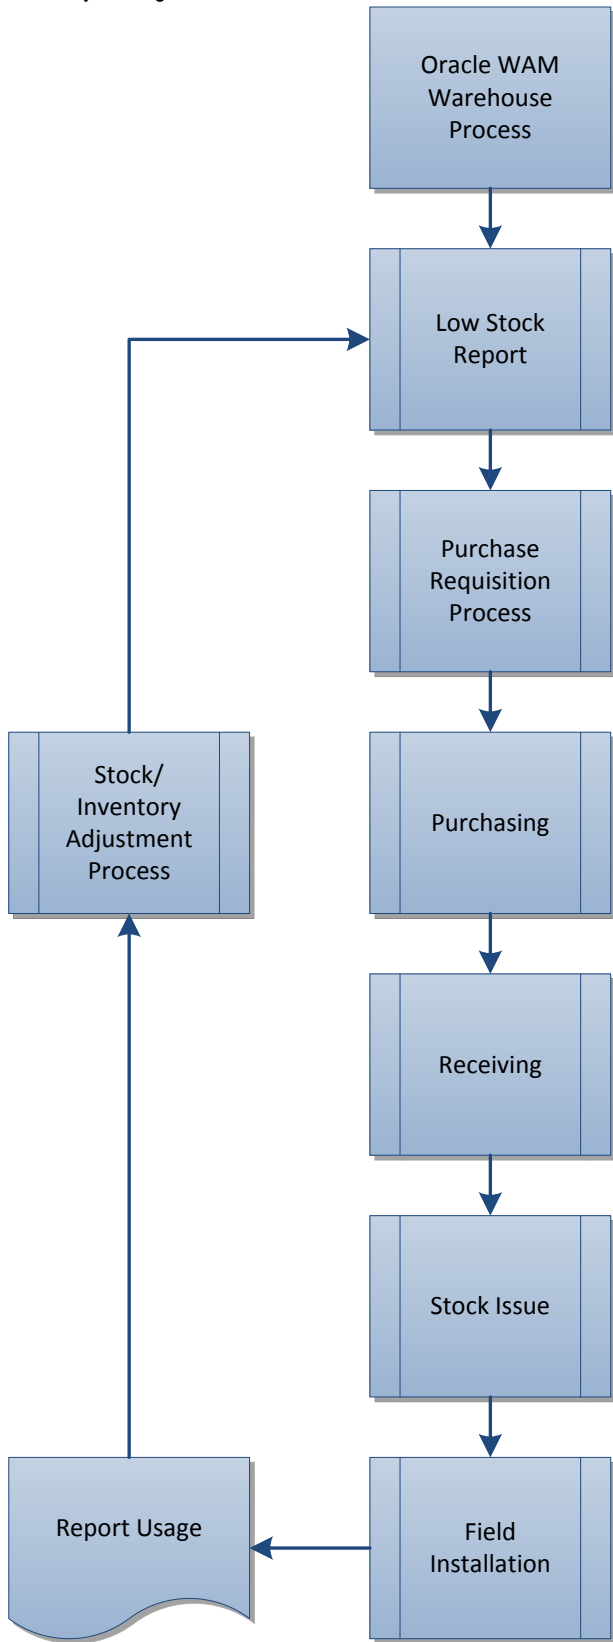 Oracle WAM
Warehouse
Process
Low Stock
Report
Purchase
Requisition
Process
Stock/
Inventory
Adjustment
Process
Purchasing
Receiving
Stock Issue
Report Usage
Field
Installation